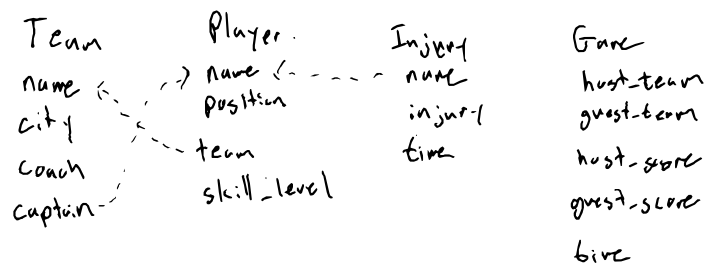 Team
name
city
coach
captain
Player.
name
position
team
skill_level
Injury
name
injury
time
Game
host_team
guest_team
host_score
guest_score
time